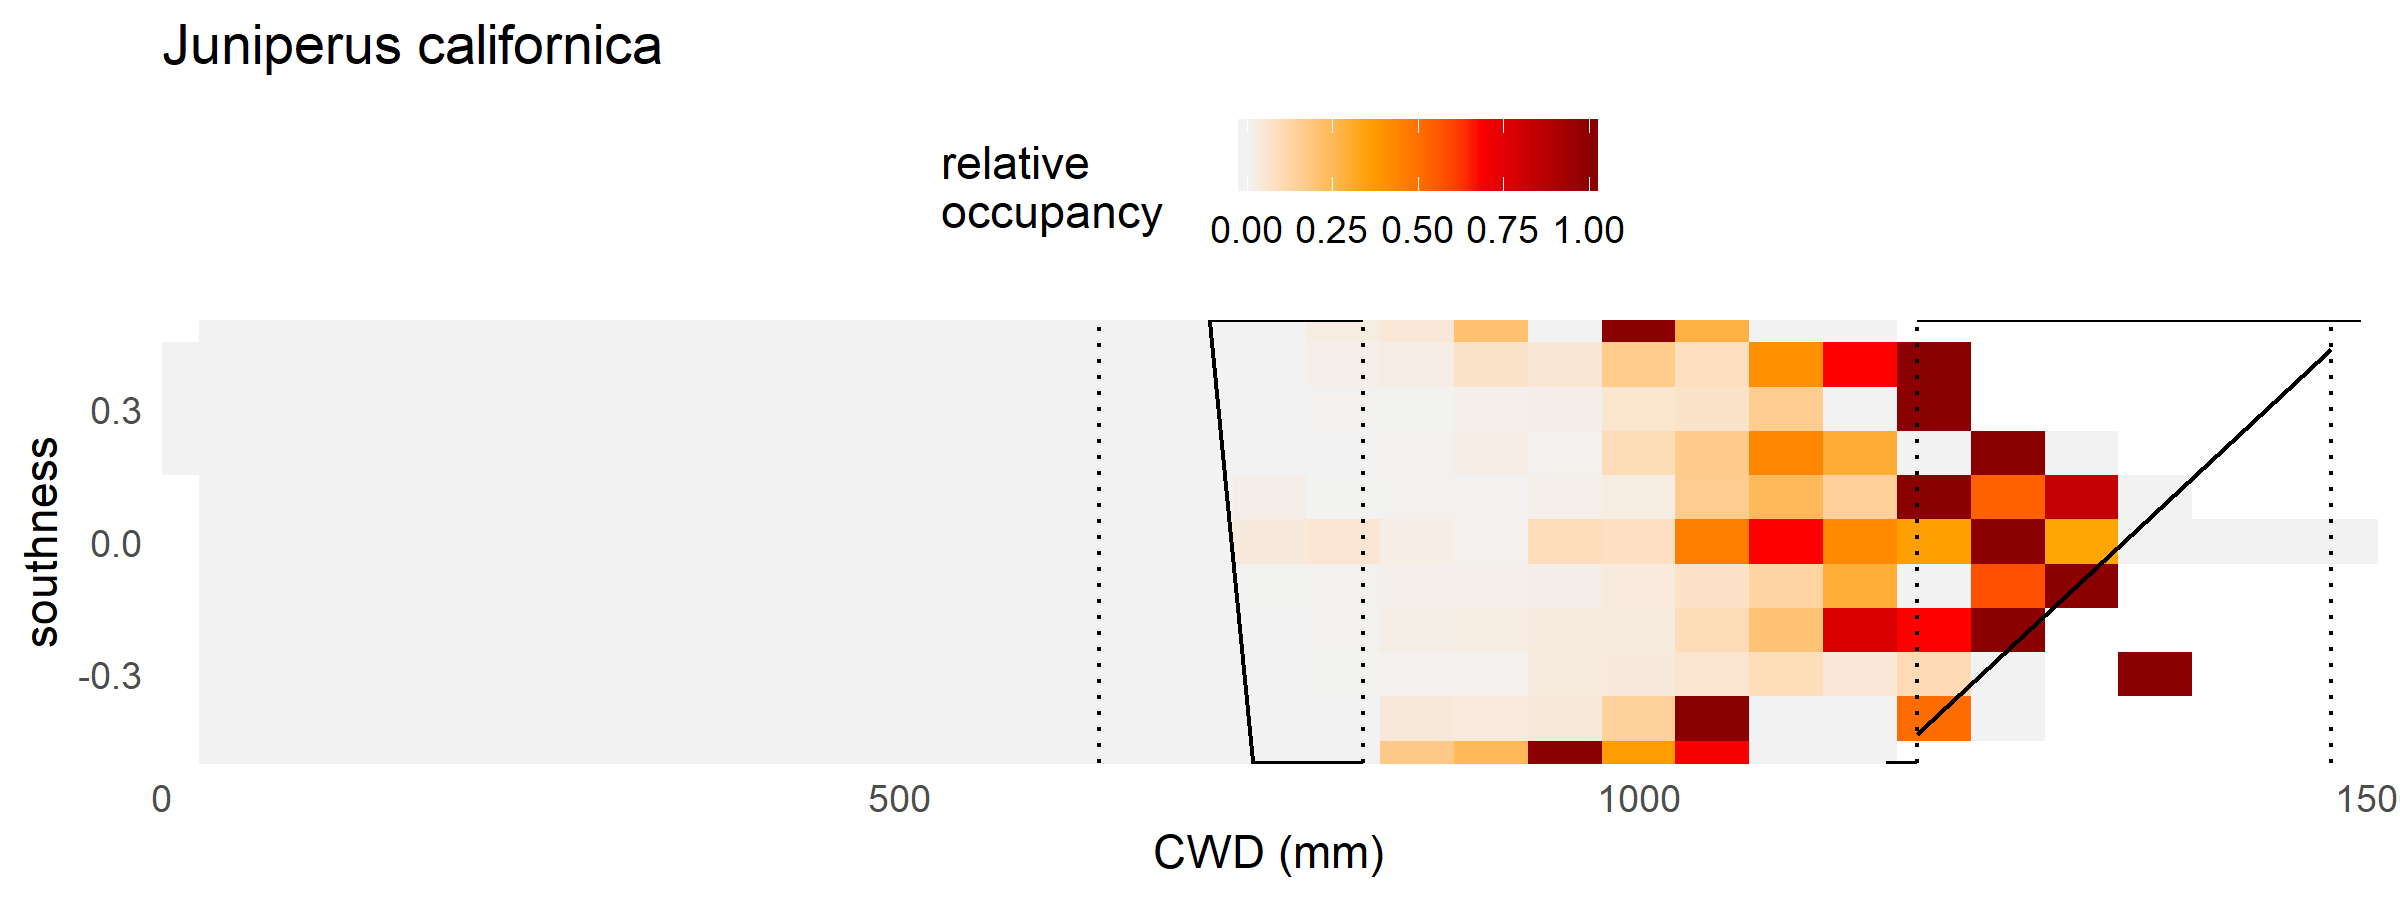 Juniperus californica
relative
occupancy
0.00 0.25 0.50 0.75 1.00
southness
0.3
0.0
-0.3
0 500 1000 150
CWD (mm)